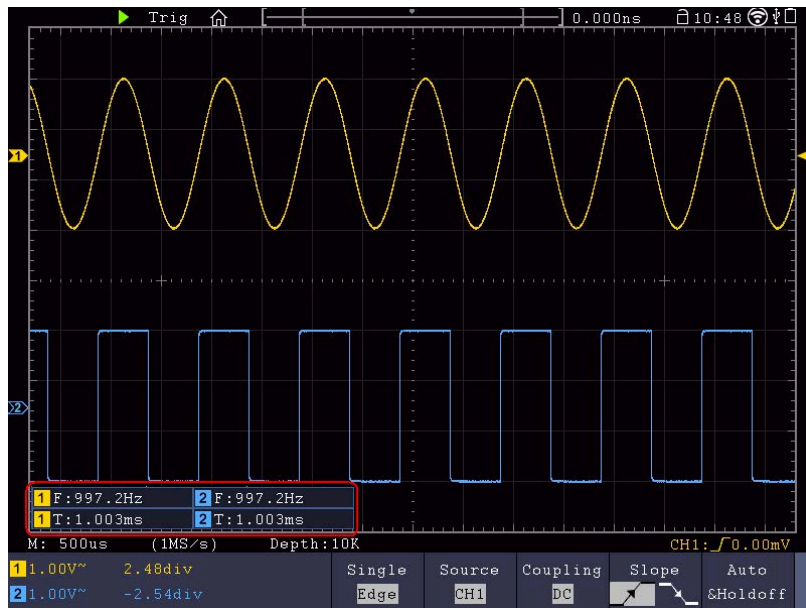 Trig 0.000ns 10:48
1
2
1 F:997.2Hz 2 F:997.2Hz
1 T:1.003ms 2 T:1.003ms
M: 500us (1MS/s) Depth:10K CH1: 0.00mV
1 1.00V~ 2.48div Single Source Coupling Slope Auto
2 1.00V~ -2.54div Edge CH1 DC &Holdoff